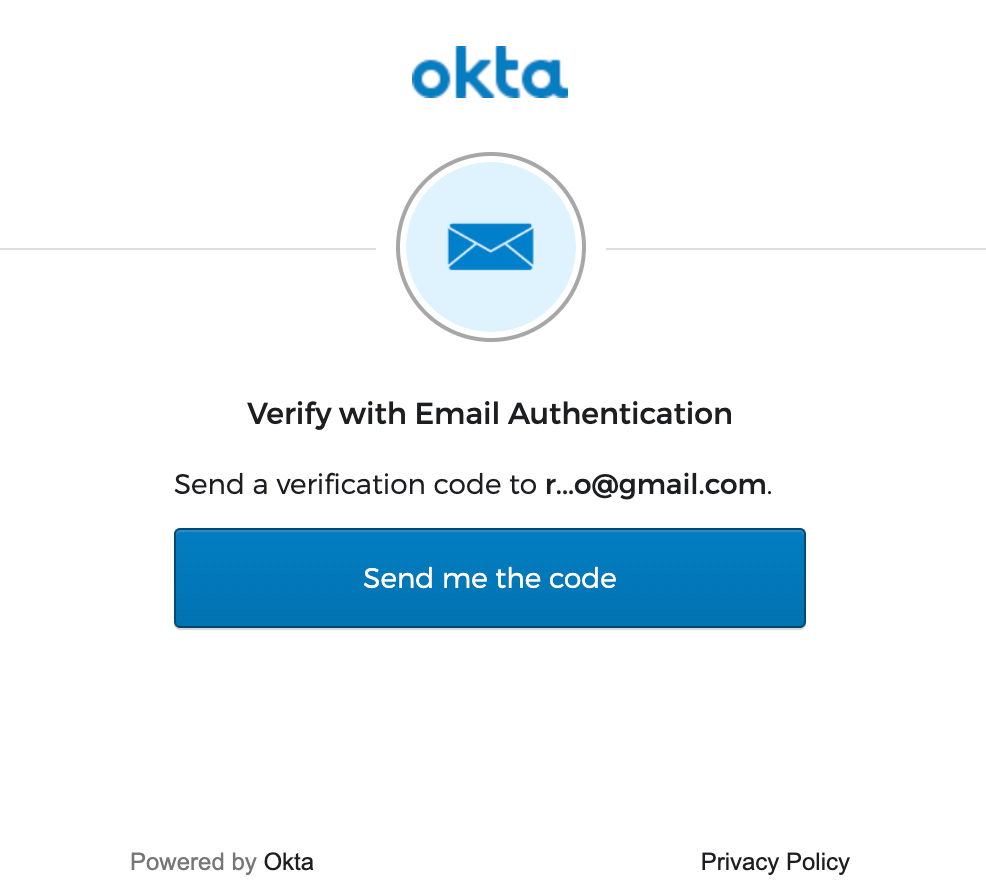 okta
Verify with Email Authentication
Send a verification code to r...o@gmail.com.
Send me the code
Powered by Okta
Privacy Policy